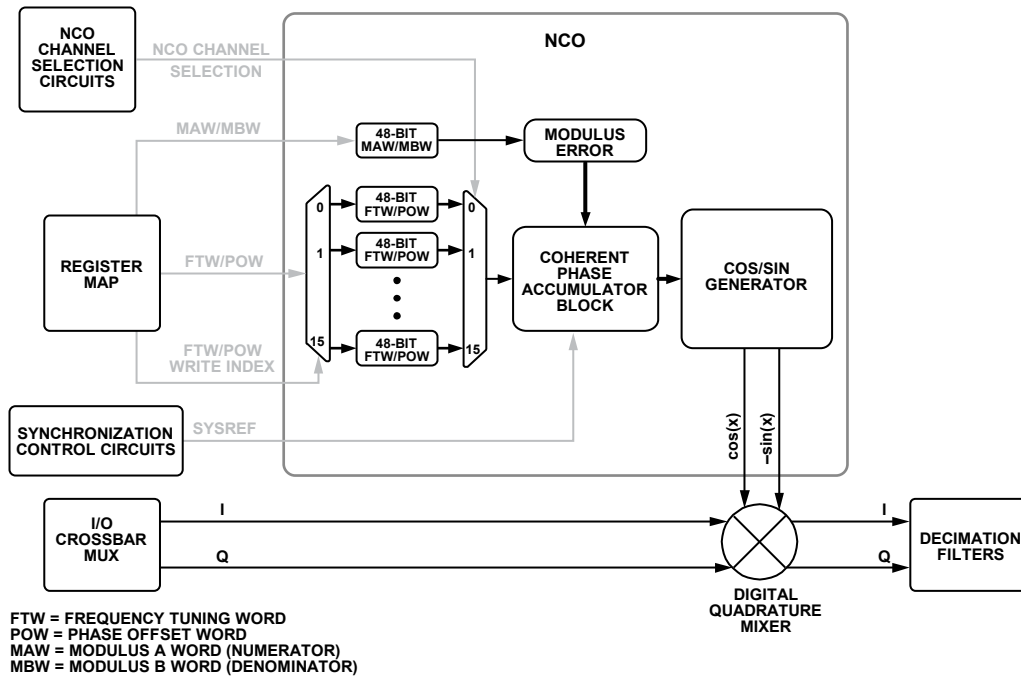 NCO
CHANNEL
SELECTION
CIRCUITS
NCO CHANNEL
SELECTION
NCO
MAW/MBW
48-BIT
MAW/MBW
MODULUS
ERROR
REGISTER
MAP
FTW/POW
FTW/POW
WRITE INDEX
0
1
15
48-BIT
FTW/POW
48-BIT
FTW/POW
48-BIT
FTW/POW
0
1
15
COHERENT
PHASE
ACCUMULATOR
BLOCK
COS/SIN
GENERATOR
SYNCHRONIZATION
CONTROL CIRCUITS
SYSREF
cos(x)
–sin(x)
I/O
CROSSBAR
MUX
I
Q
DIGITAL
QUADRATURE
MIXER
I
Q
DECIMATION
FILTERS
FTW = FREQUENCY TUNING WORD
POW = PHASE OFFSET WORD
MAW = MODULUS A WORD (NUMERATOR)
MBW = MODULUS B WORD (DENOMINATOR)